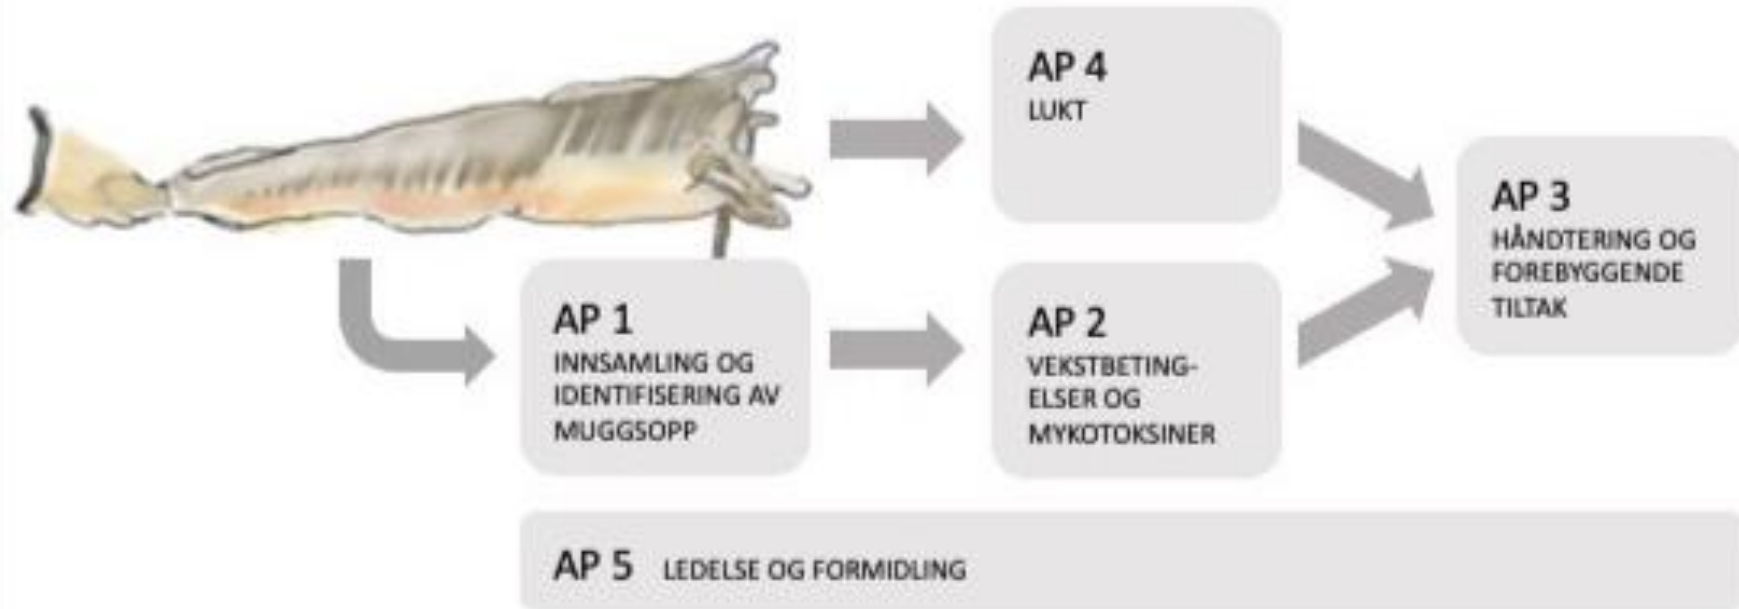 AP 4
LUKT
AP 3
HÅNDTERING OG
FOREBYGGENDE
TILTAK
AP 1
INNSAMLING OG
IDENTIFISERING AV
MUGGSOPP
AP 2
VEKSTBETING-
ELSER OG
MYKOTOKSINER
AP 5 LEDELSE OG FORMIDLING